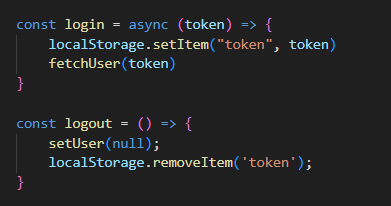 const login = async (token) => {
    localStorage.setItem("token", token)
    fetchUser(token)
}

const logout = () => {
    setUser(null);
    localStorage.removeItem('token');
}